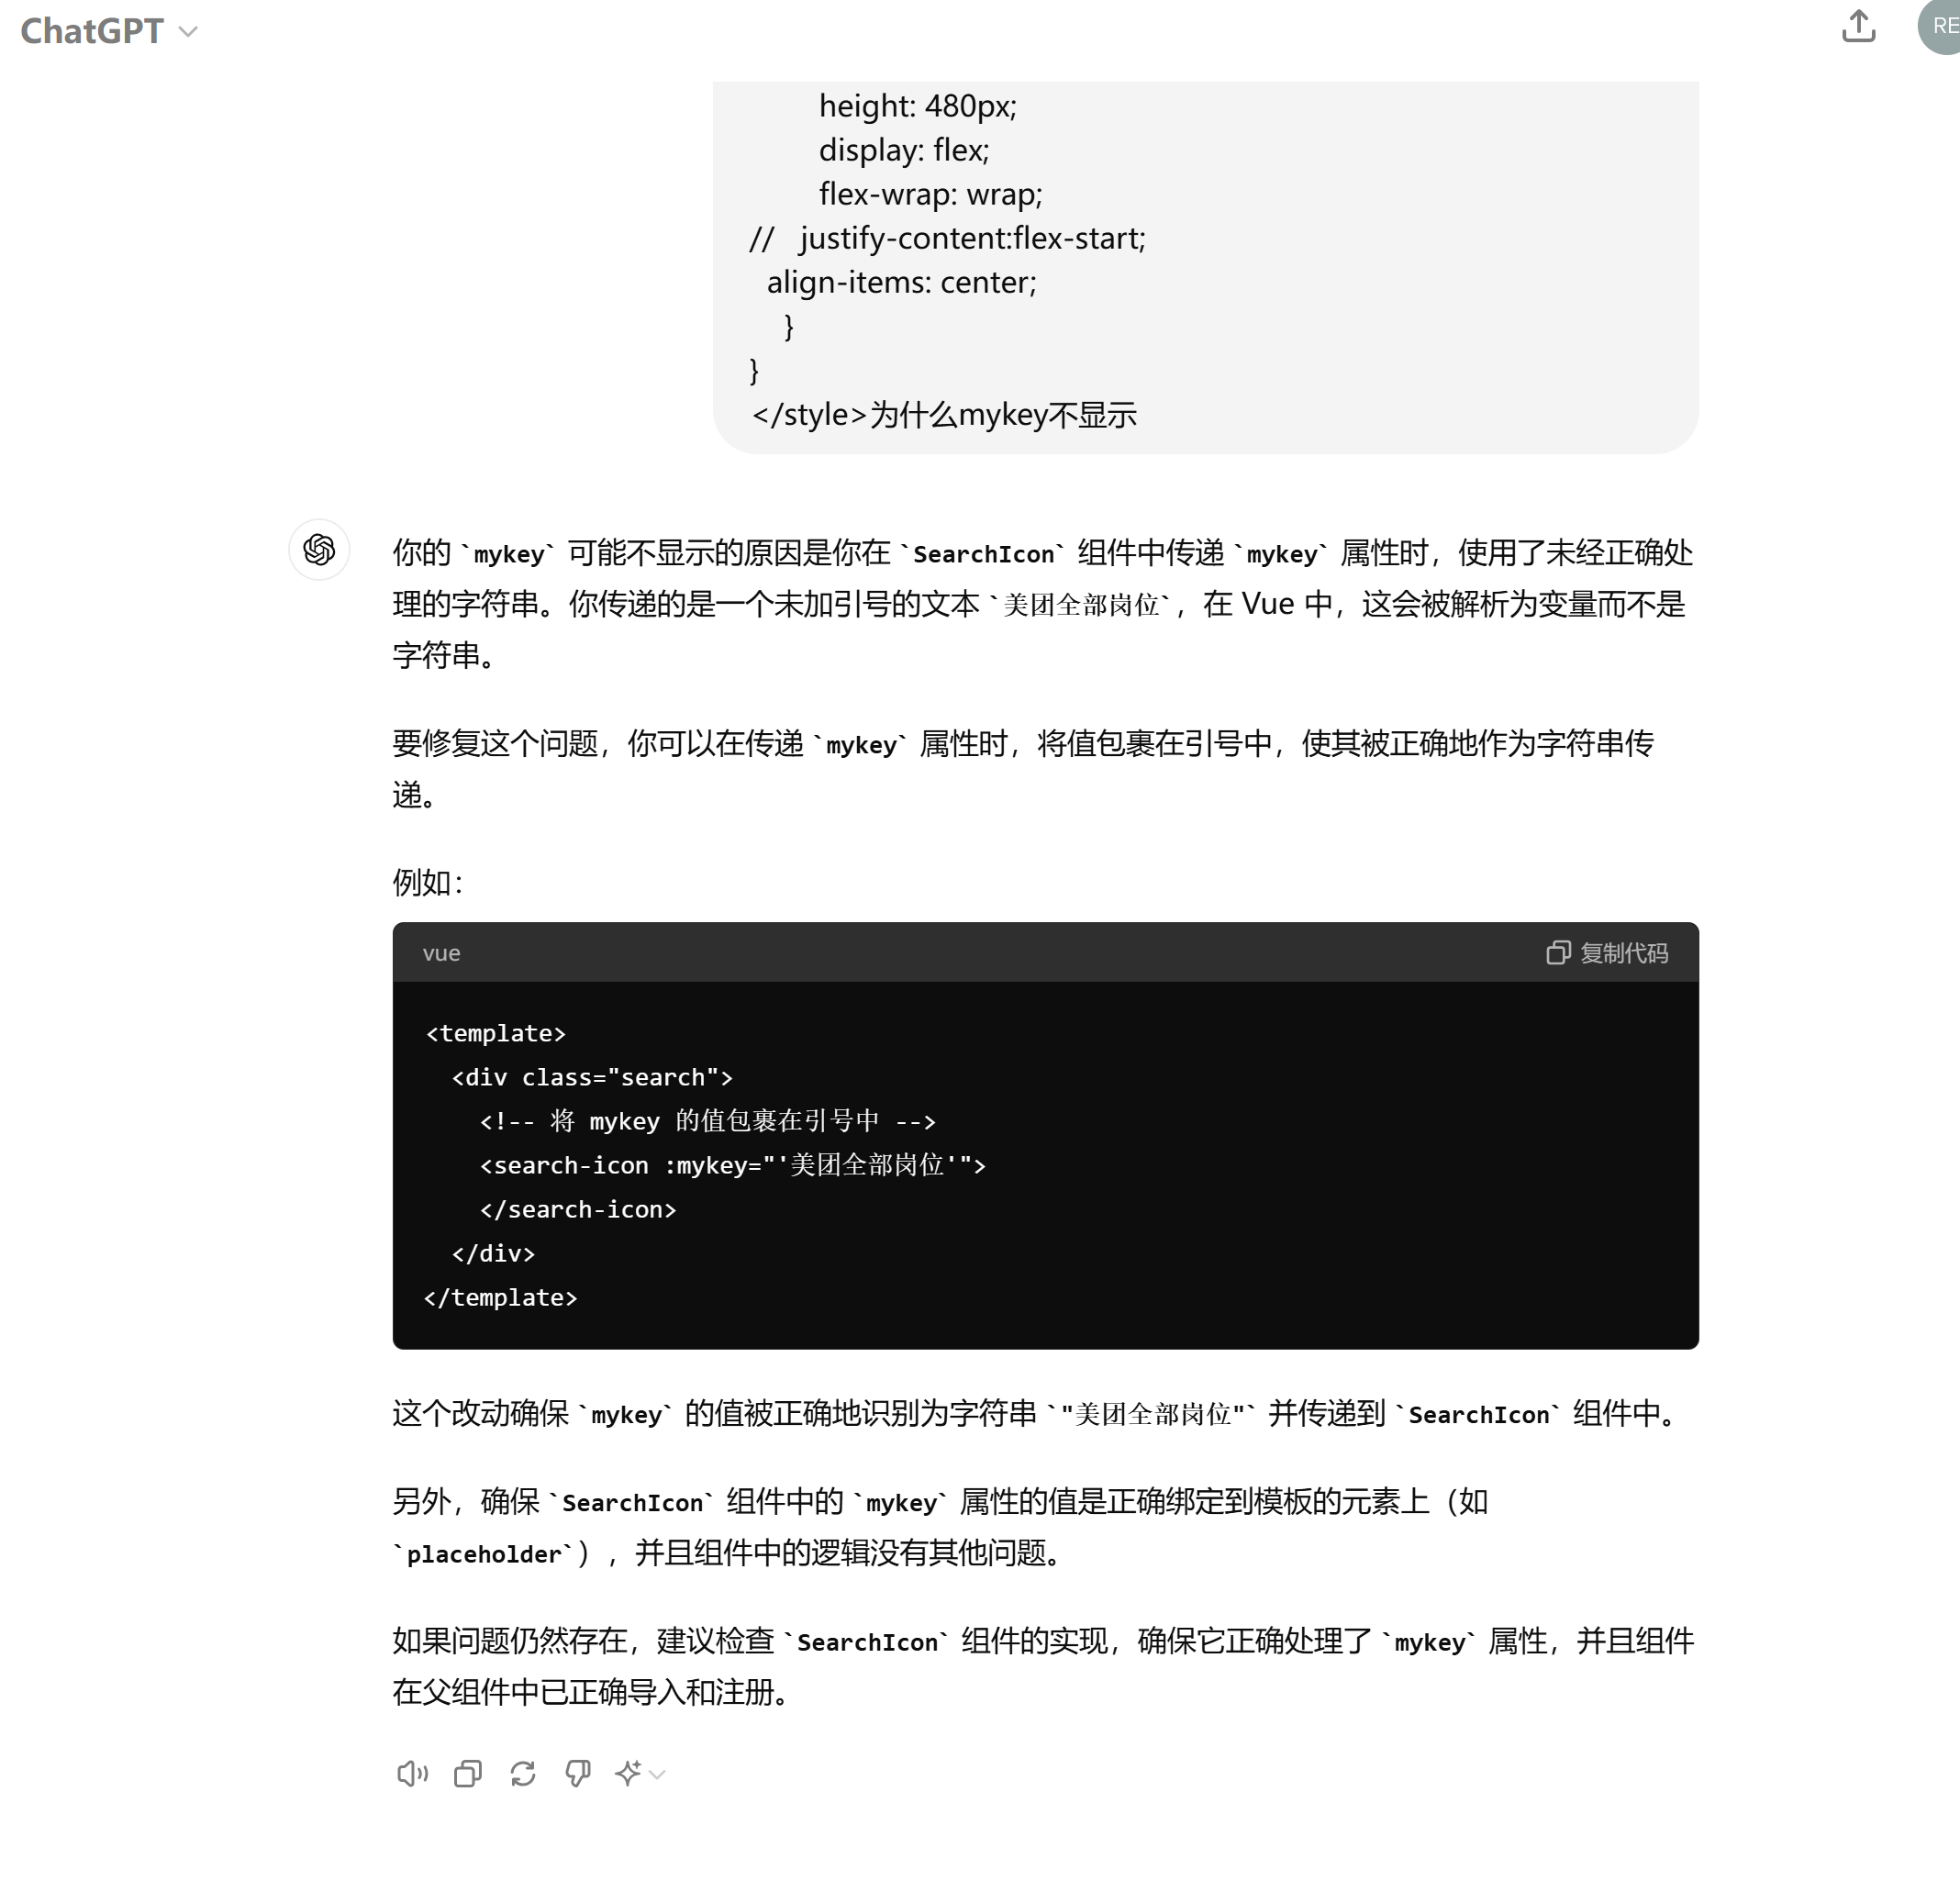 ChatGPT
RE
height: 480px;
display: flex;
flex-wrap: wrap;
//   justify-content:flex-start;
align-items: center;
}
}
</style>为什么mykey不显示
你的 `mykey` 可能不显示的原因是你在 `SearchIcon` 组件中传递 `mykey` 属性时，使用了未经正确处
理的字符串。你传递的是一个未加引号的文本 `美团全部岗位`，在 Vue 中，这会被解析为变量而不是
字符串。
要修复这个问题，你可以在传递 `mykey` 属性时，将值包裹在引号中，使其被正确地作为字符串传
递。
例如：
vue
复制代码
<template>
<div class="search">
<!-- 将 mykey 的值包裹在引号中 -->
<search-icon :mykey="'美团全部岗位'">
</search-icon>
</div>
</template>
这个改动确保 `mykey` 的值被正确地识别为字符串 `"美团全部岗位"` 并传递到 `SearchIcon` 组件中。
另外，确保 `SearchIcon` 组件中的 `mykey` 属性的值是正确绑定到模板的元素上（如
`placeholder`），并且组件中的逻辑没有其他问题。
如果问题仍然存在，建议检查 `SearchIcon` 组件的实现，确保它正确处理了 `mykey` 属性，并且组件
在父组件中已正确导入和注册。